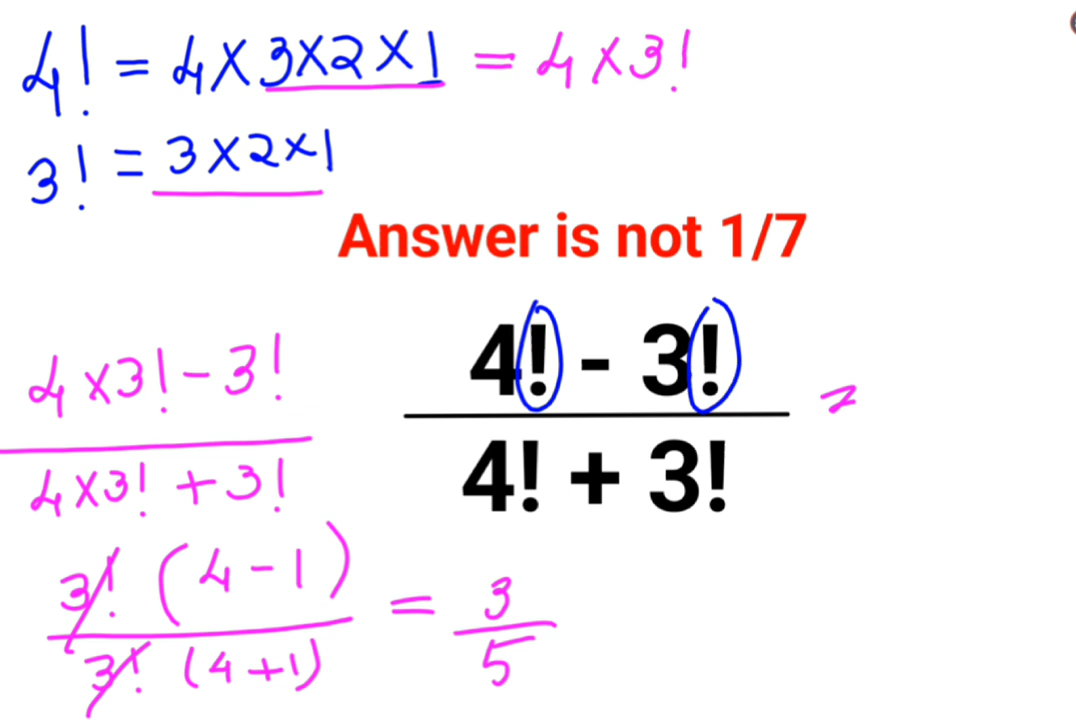 4! = 4×3×2×1 = 4×3!
3! = 3×2×1
Answer is not 1/7
4! - 3!
4! + 3!
=
4×3! - 3!
4×3! + 3!
3! (4-1)
3! (4+1)
= 3
5